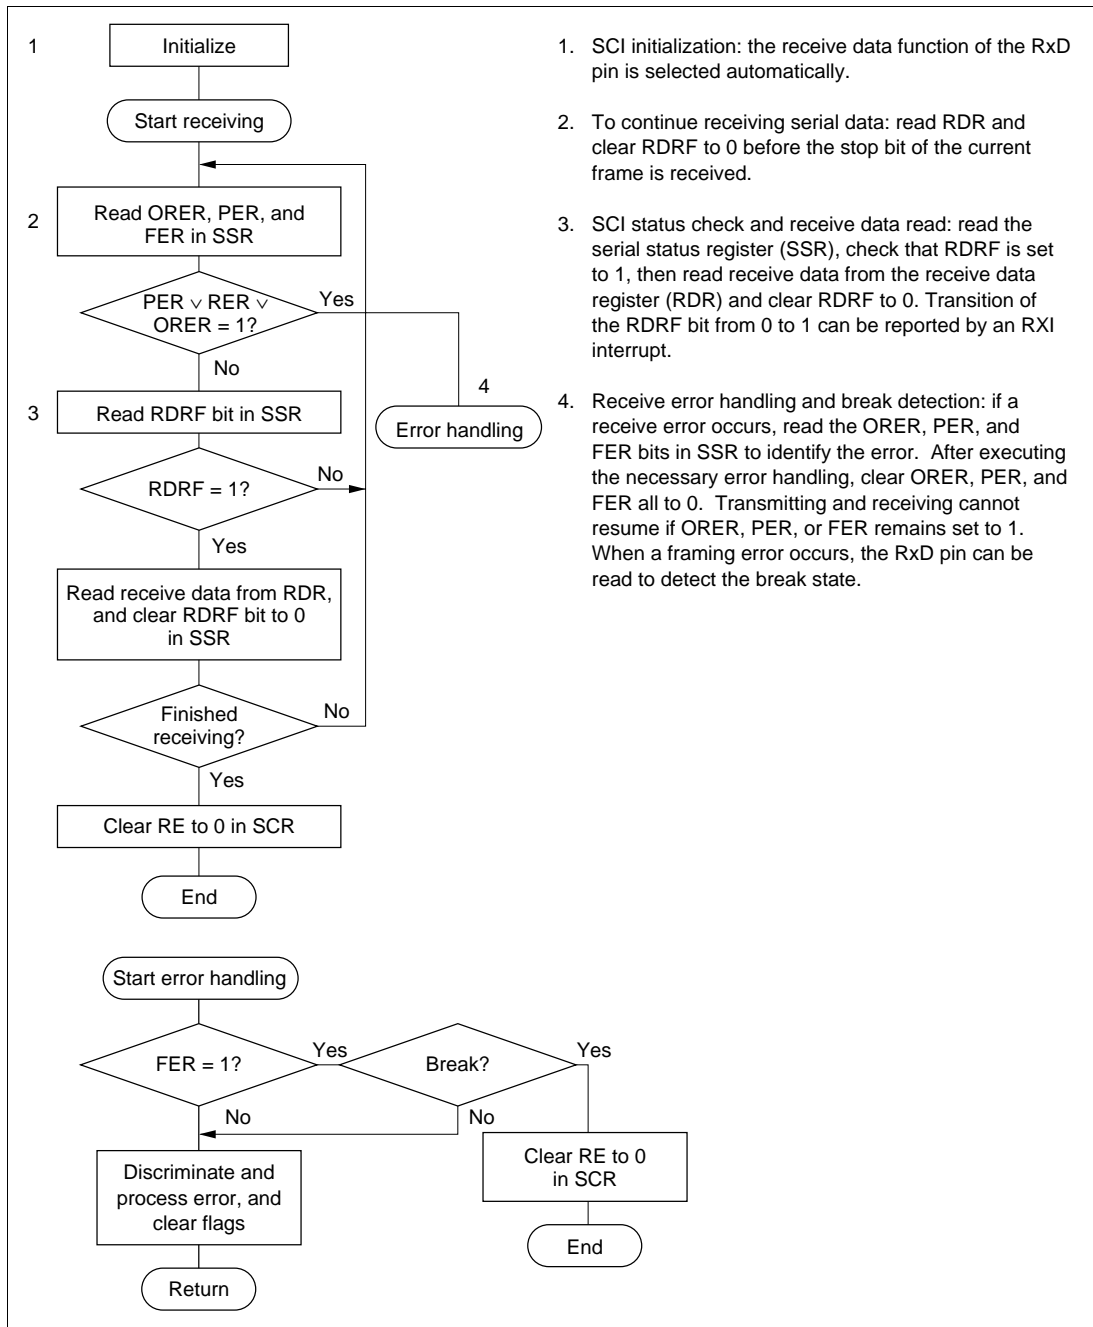 1
Initialize
Start receiving
2
Read ORER, PER, and
FER in SSR
PER ∨ RER ∨
ORER = 1?
Yes
No
4
Error handling
3
Read RDRF bit in SSR
RDRF = 1?
No
Yes
Read receive data from RDR,
and clear RDRF bit to 0
in SSR
Finished
receiving?
No
Yes
Clear RE to 0 in SCR
End
1. SCI initialization: the receive data function of the RxD
pin is selected automatically.
2. To continue receiving serial data: read RDR and
clear RDRF to 0 before the stop bit of the current
frame is received.
3. SCI status check and receive data read: read the
serial status register (SSR), check that RDRF is set
to 1, then read receive data from the receive data
register (RDR) and clear RDRF to 0. Transition of
the RDRF bit from 0 to 1 can be reported by an RXI
interrupt.
4. Receive error handling and break detection: if a
receive error occurs, read the ORER, PER, and
FER bits in SSR to identify the error. After executing
the necessary error handling, clear ORER, PER, and
FER all to 0. Transmitting and receiving cannot
resume if ORER, PER, or FER remains set to 1.
When a framing error occurs, the RxD pin can be
read to detect the break state.
Start error handling
FER = 1?
Yes
Break?
Yes
No
No
Discriminate and
process error, and
clear flags
Clear RE to 0
in SCR
End
Return